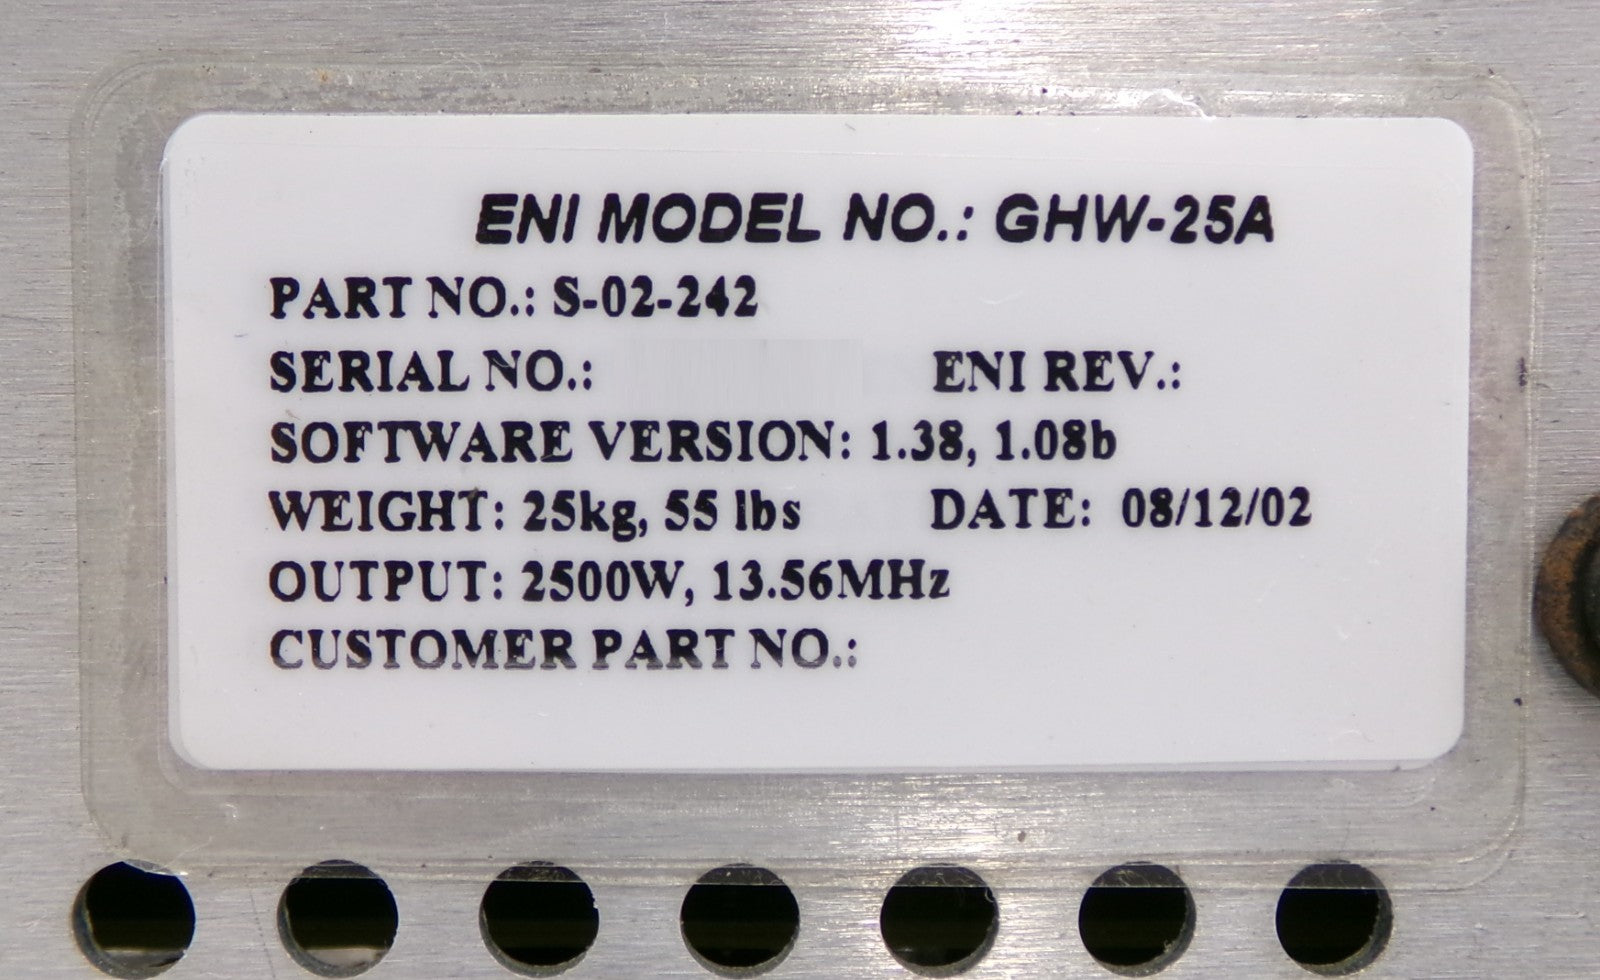 ENI MODEL NO.: GHW-25A
PART NO.: S-02-242
SERIAL NO.: ENI REV.:
SOFTWARE VERSION: 1.38, 1.08b
WEIGHT: 25kg, 55 lbs DATE: 08/12/02
OUTPUT: 2500W, 13.56MHz
CUSTOMER PART NO.: